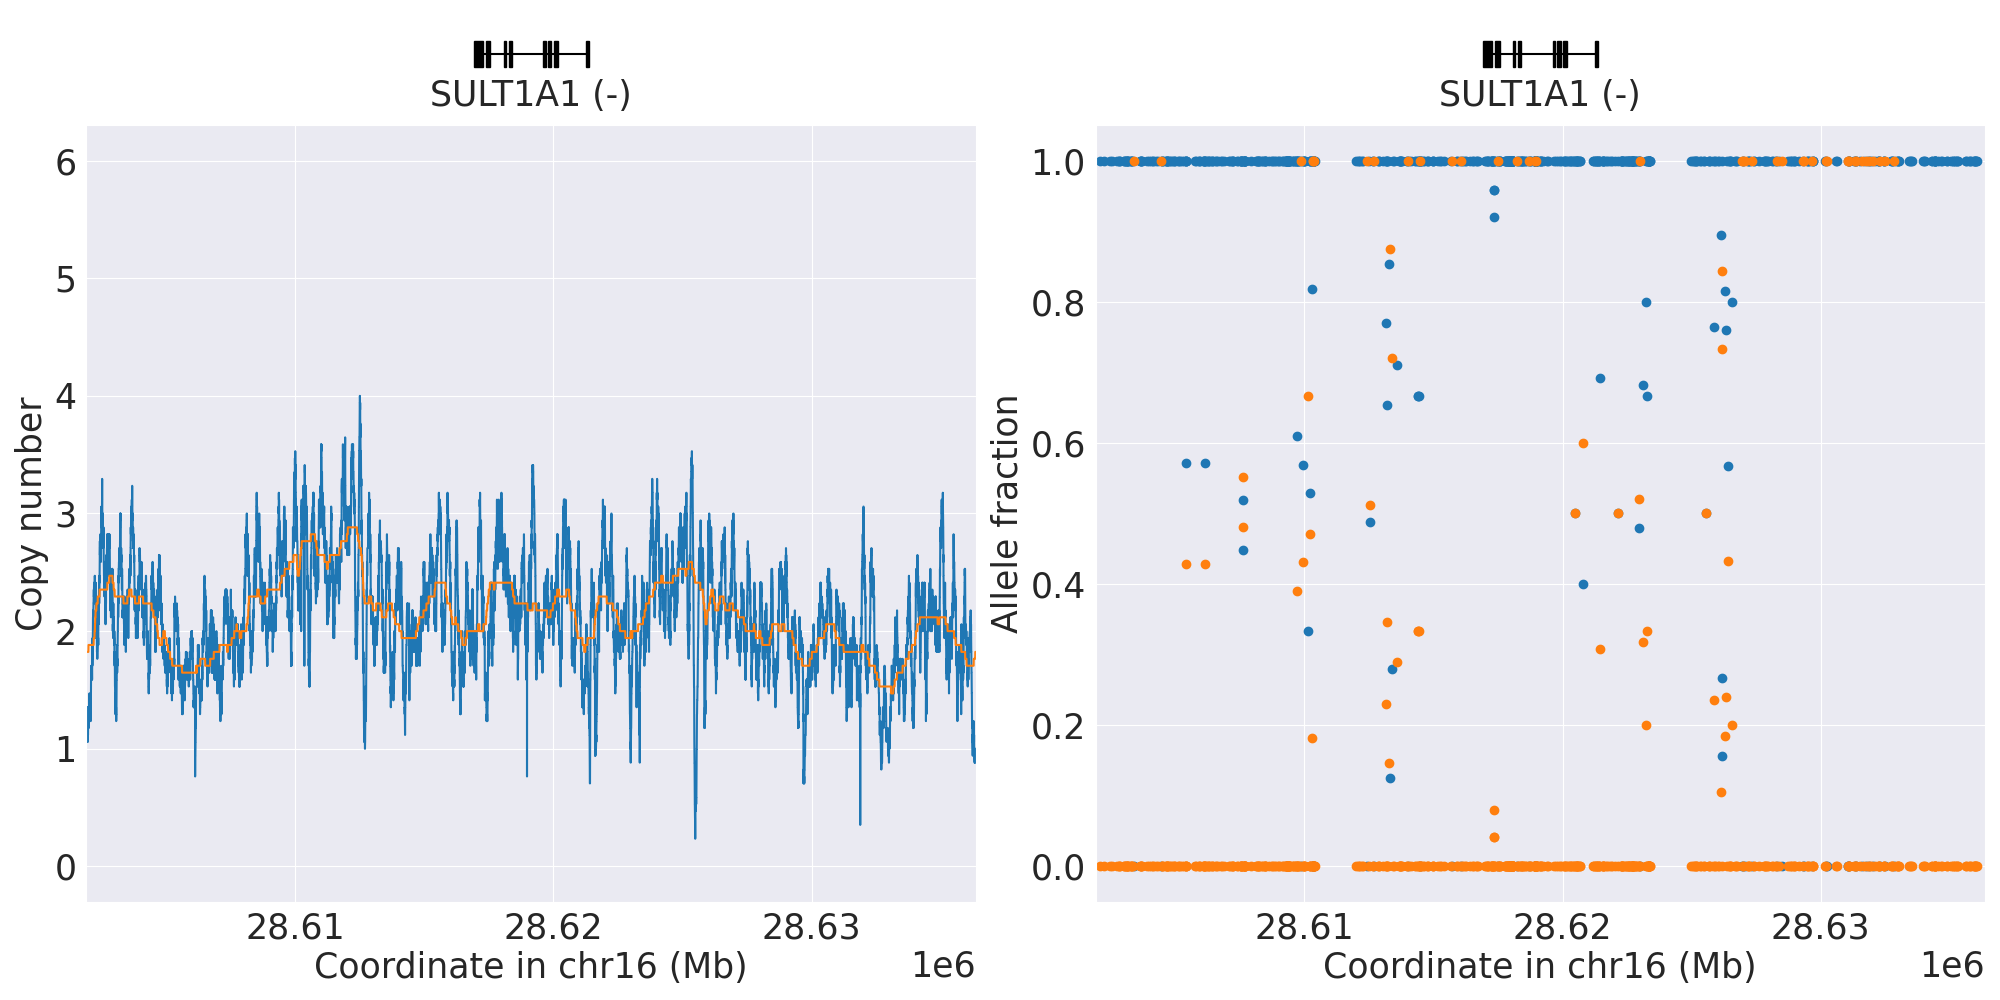 SULT1A1 (-)
Copy number
6
5
4
3
2
1
0
28.61
28.62
28.63
Coordinate in chr16 (Mb)
1e6
SULT1A1 (-)
Allele fraction
1.0
0.8
0.6
0.4
0.2
0.0
28.61
28.62
28.63
Coordinate in chr16 (Mb)
1e6